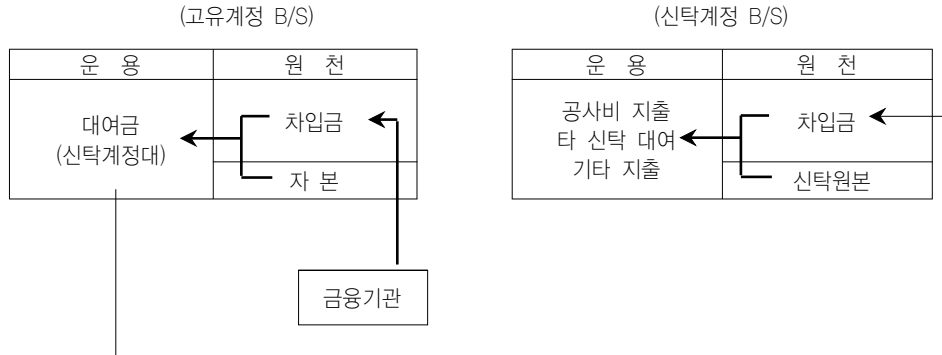 (고유계정 B/S)
운 용
원 천
대여금
(신탁계정대)
차입금
자 본
금융기관
(신탁계정 B/S)
운 용
원 천
공사비 지출
타 신탁 대여
기타 지출
차입금
신탁원본